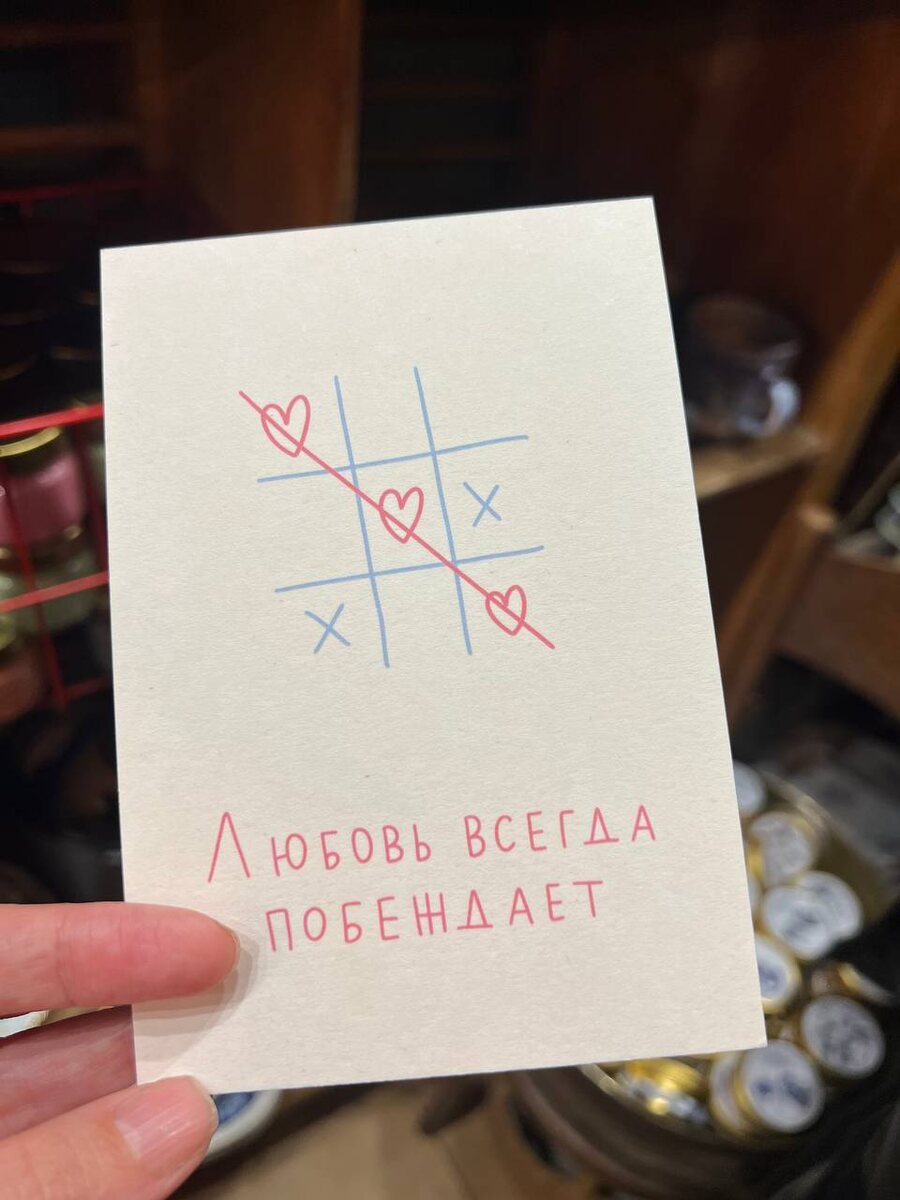 Любовь всегда
побеждает